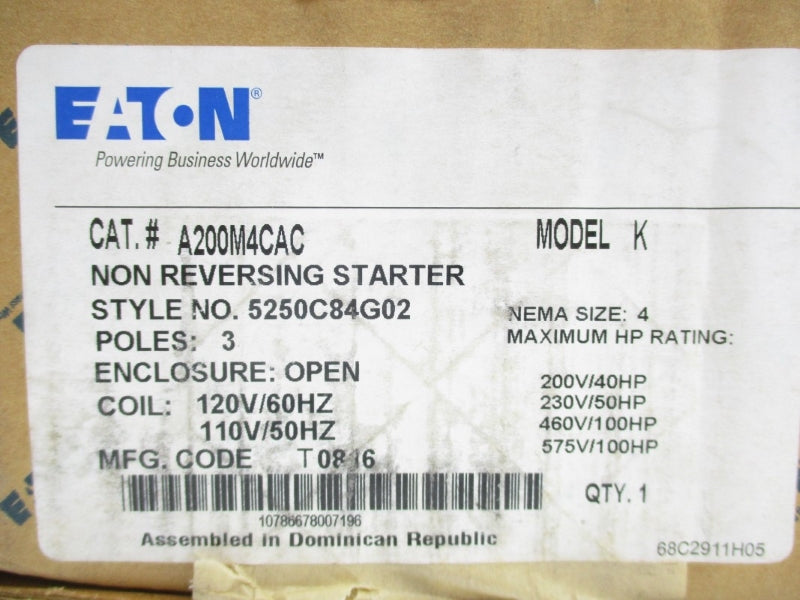 EATON®
Powering Business Worldwide™
CAT. # A200M4CAC MODEL K
NON REVERSING STARTER
STYLE NO. 5250C84G02
NEMA SIZE: 4
POLES: 3
MAXIMUM HP RATING:
ENCLOSURE: OPEN
200V/40HP
COIL: 120V/60HZ
230V/50HP
110V/50HZ
460V/100HP
575V/100HP
MFG. CODE
QTY. 1
10786678007196
Assembled in Dominican Republic
68C2911H05